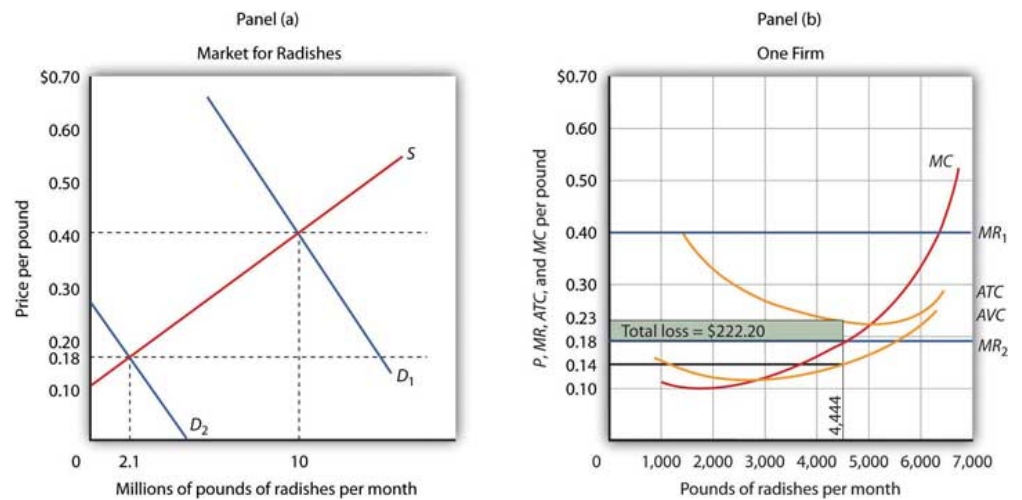 Panel (a)
Market for Radishes
Price per pound
$0.70
0.60
0.50
0.40
0.30
0.20
0.18
0.10
0
2.1
10
S
D1
D2
Millions of pounds of radishes per month
Panel (b)
One Firm
P, MR, ATC, and MC per pound
$0.70
0.60
0.50
0.40
0.30
0.23
0.18
0.14
0.10
MC
MR1
ATC
AVC
MR2
Total loss = $222.20
4,444
0 1,000 2,000 3,000 4,000 5,000 6,000 7,000
Pounds of radishes per month